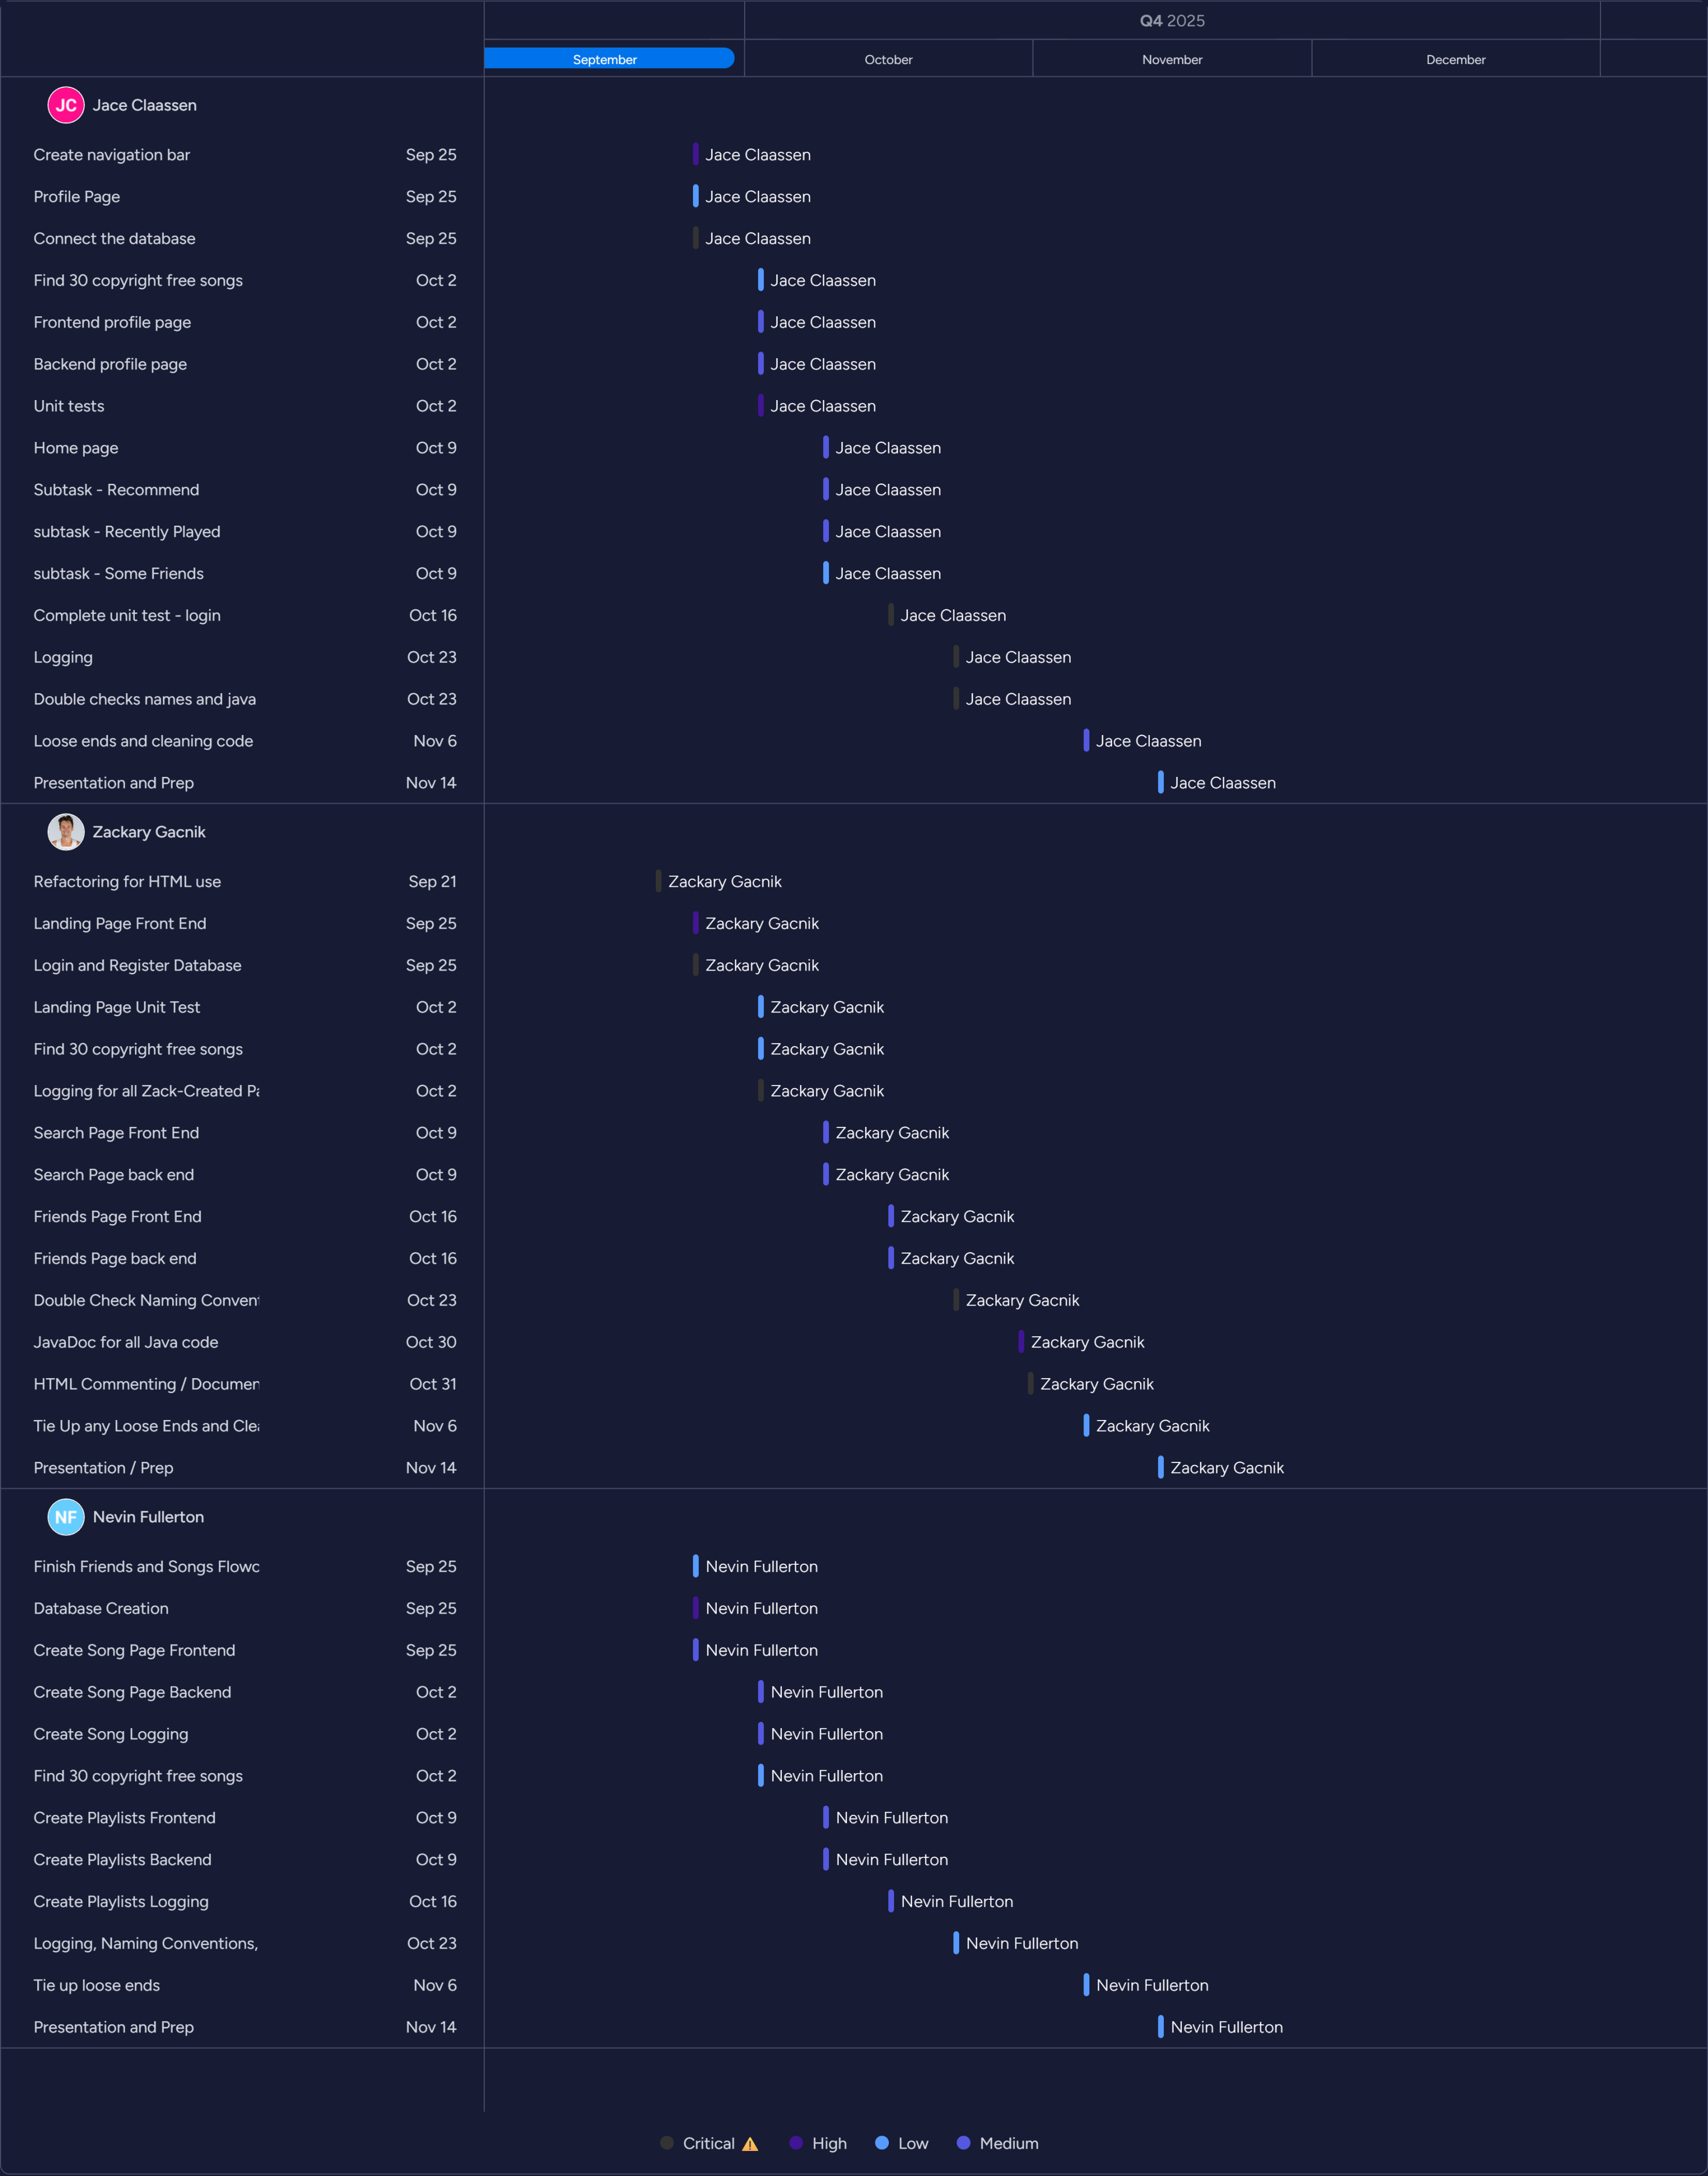 Q4 2025
September October November December
JC Jace Claassen
Create navigation bar Sep 25 Jace Claassen
Profile Page Sep 25 Jace Claassen
Connect the database Sep 25 Jace Claassen
Find 30 copyright free songs Oct 2 Jace Claassen
Frontend profile page Oct 2 Jace Claassen
Backend profile page Oct 2 Jace Claassen
Unit tests Oct 2 Jace Claassen
Home page Oct 9 Jace Claassen
Subtask - Recommend Oct 9 Jace Claassen
subtask - Recently Played Oct 9 Jace Claassen
subtask - Some Friends Oct 9 Jace Claassen
Complete unit test - login Oct 16 Jace Claassen
Logging Oct 23 Jace Claassen
Double checks names and java Oct 23 Jace Claassen
Loose ends and cleaning code Nov 6 Jace Claassen
Presentation and Prep Nov 14 Jace Claassen
Zackary Gacnik
Refactoring for HTML use Sep 21 Zackary Gacnik
Landing Page Front End Sep 25 Zackary Gacnik
Login and Register Database Sep 25 Zackary Gacnik
Landing Page Unit Test Oct 2 Zackary Gacnik
Find 30 copyright free songs Oct 2 Zackary Gacnik
Logging for all Zack-Created Pa Oct 2 Zackary Gacnik
Search Page Front End Oct 9 Zackary Gacnik
Search Page back end Oct 9 Zackary Gacnik
Friends Page Front End Oct 16 Zackary Gacnik
Friends Page back end Oct 16 Zackary Gacnik
Double Check Naming Convent Oct 23 Zackary Gacnik
JavaDoc for all Java code Oct 30 Zackary Gacnik
HTML Commenting / Documen Oct 31 Zackary Gacnik
Tie Up any Loose Ends and Clea Nov 6 Zackary Gacnik
Presentation / Prep Nov 14 Zackary Gacnik
NF Nevin Fullerton
Finish Friends and Songs Flowc Sep 25 Nevin Fullerton
Database Creation Sep 25 Nevin Fullerton
Create Song Page Frontend Sep 25 Nevin Fullerton
Create Song Page Backend Oct 2 Nevin Fullerton
Create Song Logging Oct 2 Nevin Fullerton
Find 30 copyright free songs Oct 2 Nevin Fullerton
Create Playlists Frontend Oct 9 Nevin Fullerton
Create Playlists Backend Oct 9 Nevin Fullerton
Create Playlists Logging Oct 16 Nevin Fullerton
Logging, Naming Conventions, Oct 23 Nevin Fullerton
Tie up loose ends Nov 6 Nevin Fullerton
Presentation and Prep Nov 14 Nevin Fullerton
Critical ⚠️ High Low Medium